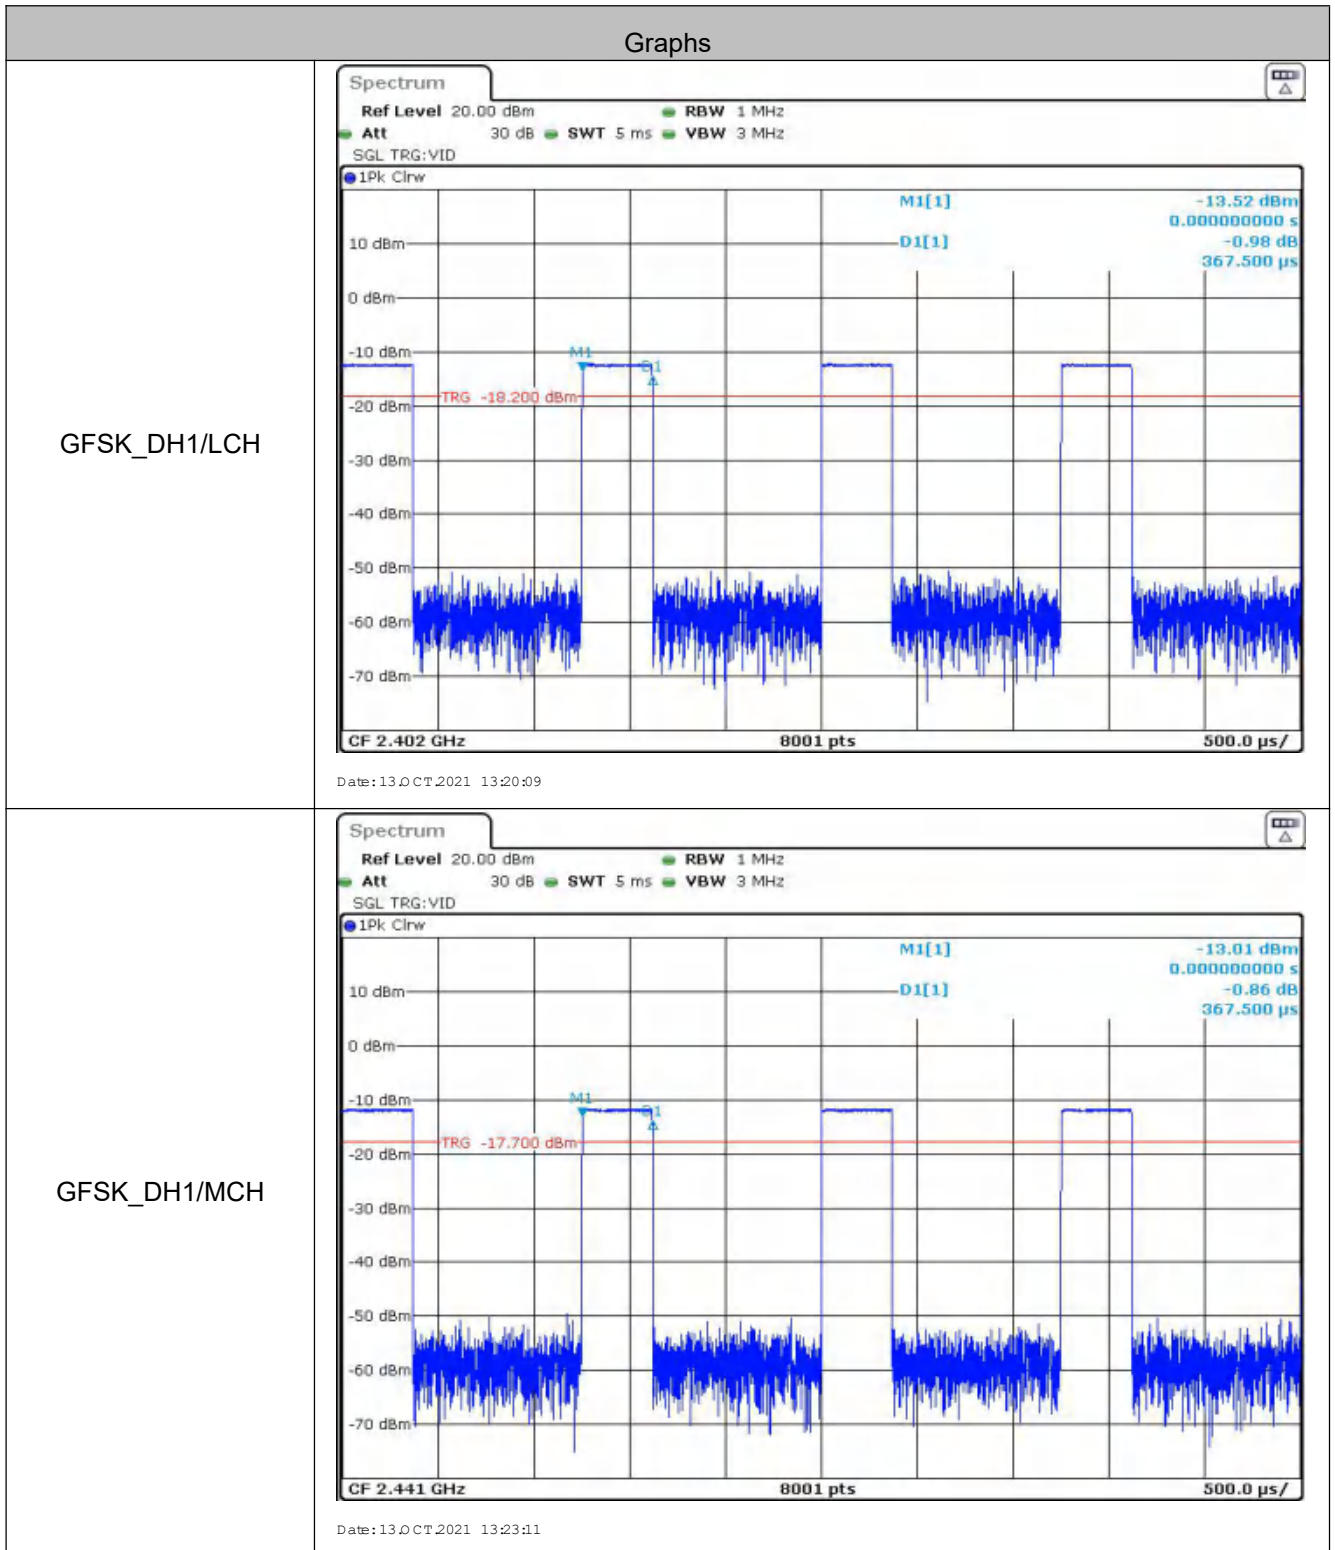 Graphs
GFSK_DH1/LCH
Spectrum
Ref Level 20.00 dBm RBW 1 MHz
Att 30 dB SWT 5 ms VBW 3 MHz
SGL TRG:VID
1Pk Clrw
M1[1] -13.52 dBm
0.000000000 s
D1[1] -0.98 dB
367.500 µs
10 dBm
0 dBm
-10 dBm
M1
D1
TRG -18.200 dBm
-20 dBm
-30 dBm
-40 dBm
-50 dBm
-60 dBm
-70 dBm
CF 2.402 GHz 8001 pts 500.0 µs/
Date: 13.OCT.2021 13:20:09
GFSK_DH1/MCH
Spectrum
Ref Level 20.00 dBm RBW 1 MHz
Att 30 dB SWT 5 ms VBW 3 MHz
SGL TRG:VID
1Pk Clrw
M1[1] -13.01 dBm
0.000000000 s
D1[1] -0.86 dB
367.500 µs
10 dBm
0 dBm
-10 dBm
M1
D1
TRG -17.700 dBm
-20 dBm
-30 dBm
-40 dBm
-50 dBm
-60 dBm
-70 dBm
CF 2.441 GHz 8001 pts 500.0 µs/
Date: 13.OCT.2021 13:23:11